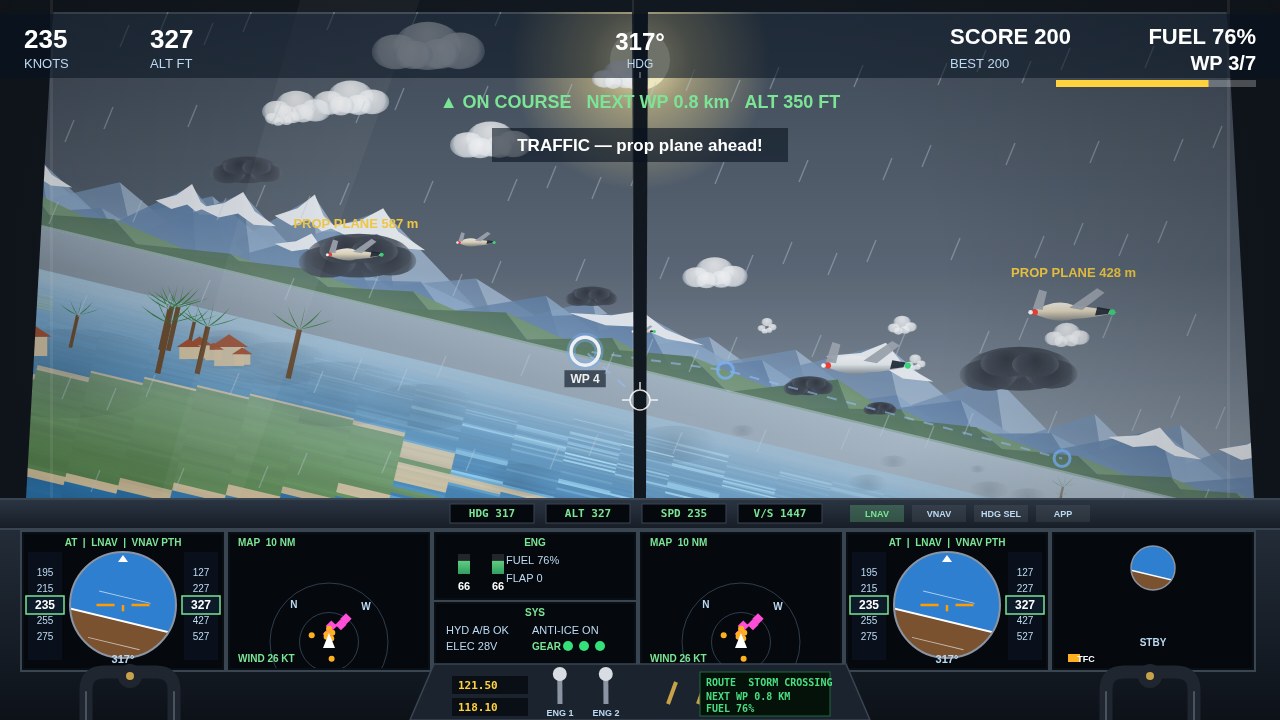 235
KNOTS
327
ALT FT
317°
HDG
SCORE 200
BEST 200
FUEL 76%
WP 3/7
▲ ON COURSE NEXT WP 0.8 km ALT 350 FT
TRAFFIC — prop plane ahead!
PROP PLANE 587 m
PROP PLANE 428 m
WP 4
HDG 317
ALT 327
SPD 235
V/S 1447
LNAV
VNAV
HDG SEL
APP
AT | LNAV | VNAV PTH
195
215
235
255
275
127
227
327
427
527
317°
MAP 10 NM
N
W
WIND 26 KT
ENG
66
66
FUEL 76%
FLAP 0
SYS
HYD A/B OK
ANTI-ICE ON
ELEC 28V
GEAR
MAP 10 NM
N
W
WIND 26 KT
AT | LNAV | VNAV PTH
195
215
235
255
275
127
227
327
427
527
317°
STBY
TFC
121.50
118.10
ENG 1
ENG 2
ROUTE STORM CROSSING
NEXT WP 0.8 KM
FUEL 76%